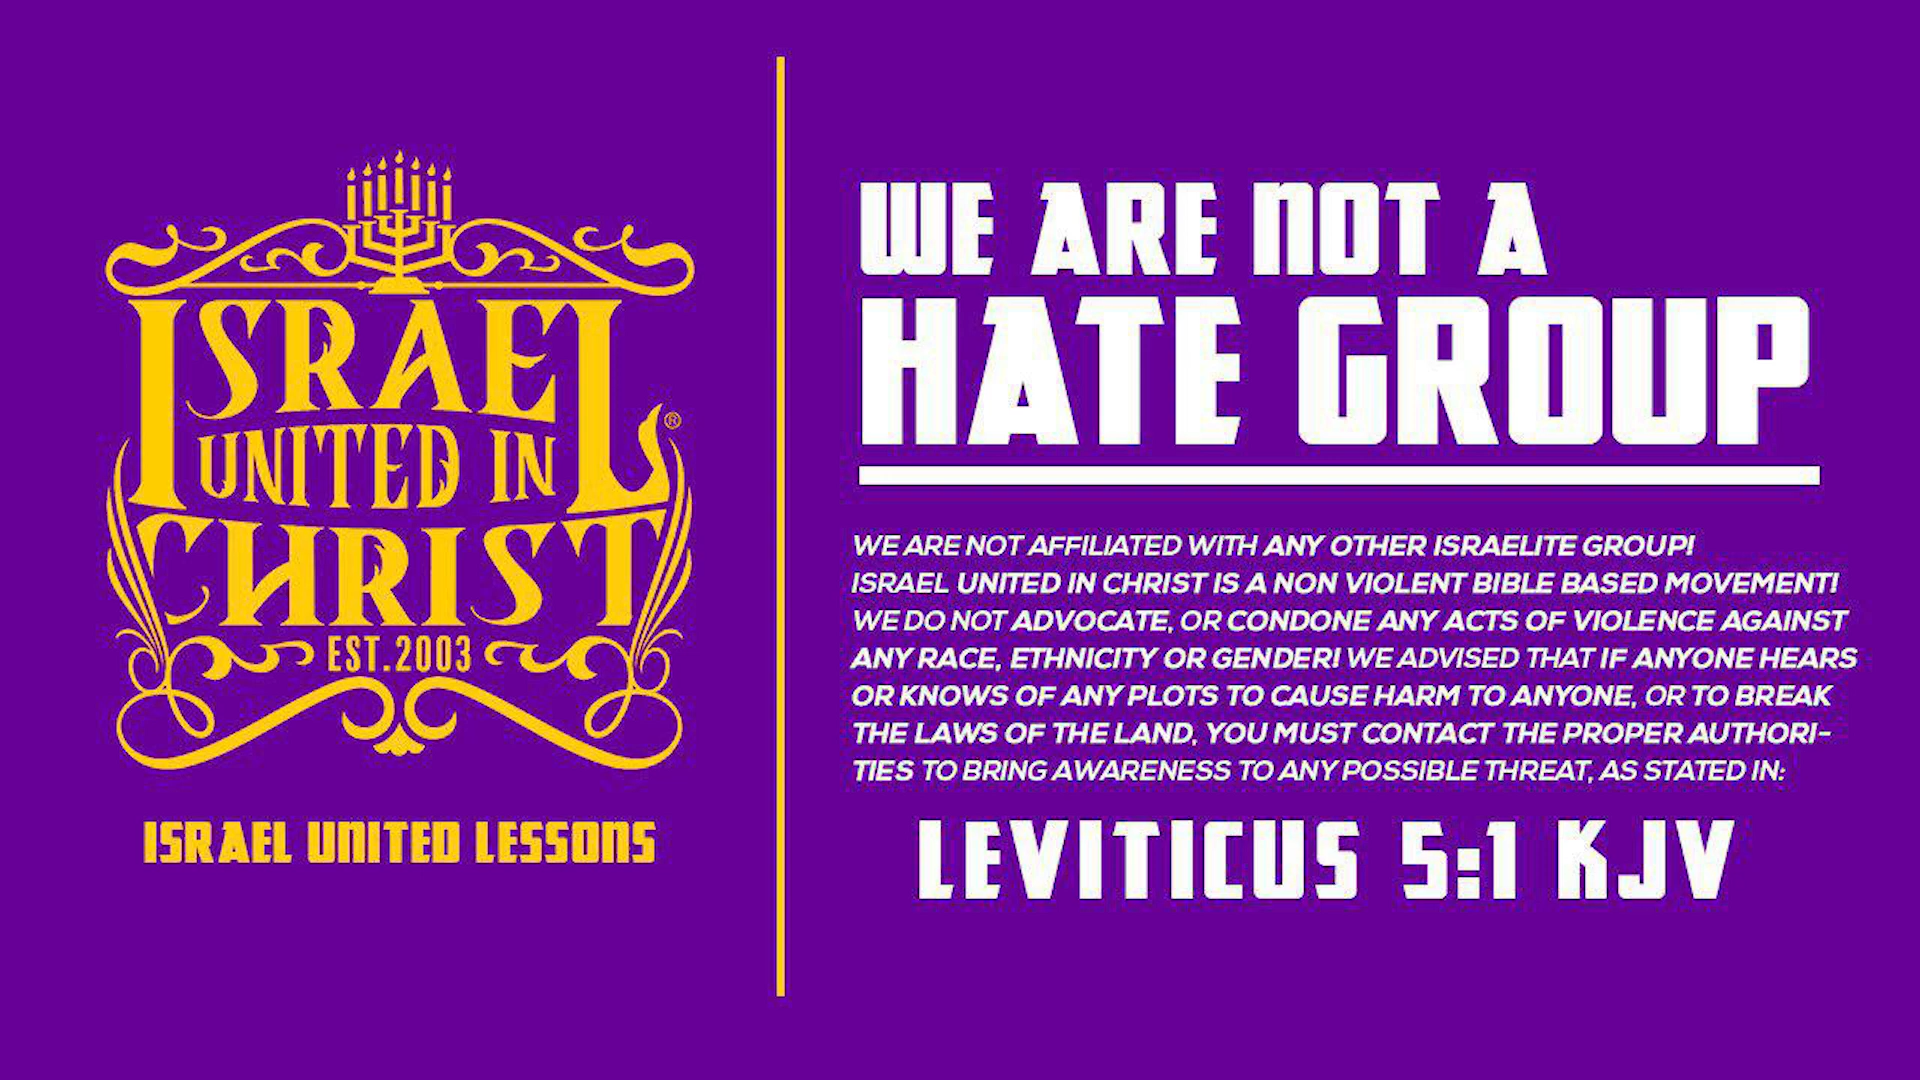 ISRAEL
UNITED IN
CHRIST
®
EST.2003
ISRAEL UNITED LESSONS
WE ARE NOT A
HATE GROUP
WE ARE NOT AFFILIATED WITH ANY OTHER ISRAELITE GROUP!
ISRAEL UNITED IN CHRIST IS A NON VIOLENT BIBLE BASED MOVEMENT!
WE DO NOT ADVOCATE, OR CONDONE ANY ACTS OF VIOLENCE AGAINST
ANY RACE, ETHNICITY OR GENDER! WE ADVISED THAT IF ANYONE HEARS
OR KNOWS OF ANY PLOTS TO CAUSE HARM TO ANYONE, OR TO BREAK
THE LAWS OF THE LAND, YOU MUST CONTACT THE PROPER AUTHORI-
TIES TO BRING AWARENESS TO ANY POSSIBLE THREAT, AS STATED IN:
LEVITICUS 5:1 KJV